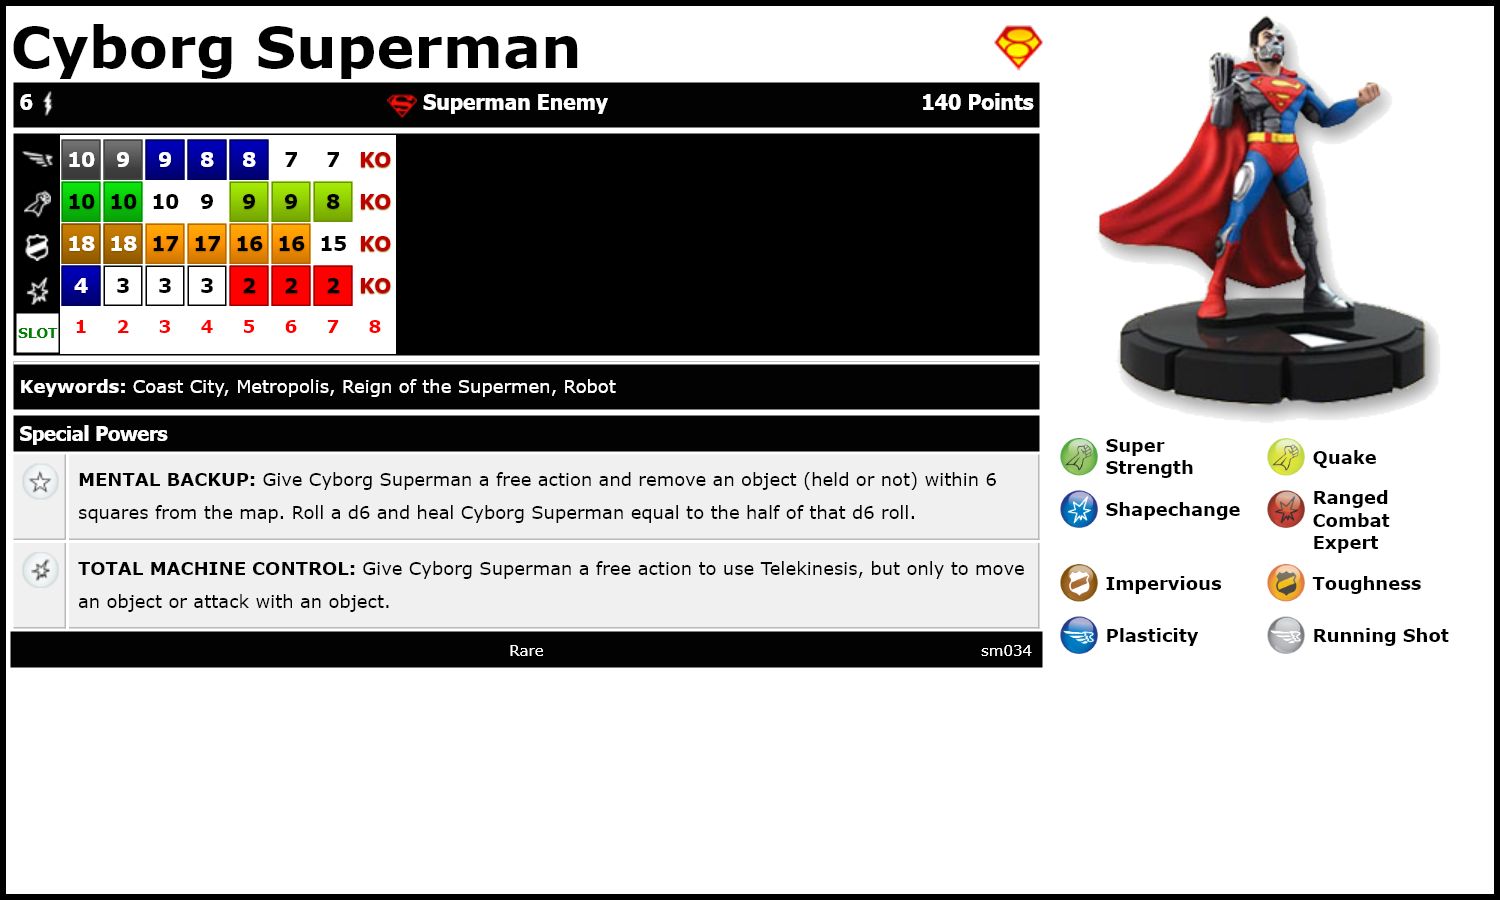 Cyborg Superman
6 Superman Enemy 140 Points
10 9 9 8 8 7 7 KO
10 10 10 9 9 9 8 KO
18 18 17 17 16 16 15 KO
4 3 3 3 2 2 2 KO
SLOT 1 2 3 4 5 6 7 8
Keywords: Coast City, Metropolis, Reign of the Supermen, Robot
Special Powers
MENTAL BACKUP: Give Cyborg Superman a free action and remove an object (held or not) within 6
squares from the map. Roll a d6 and heal Cyborg Superman equal to the half of that d6 roll.
TOTAL MACHINE CONTROL: Give Cyborg Superman a free action to use Telekinesis, but only to move
an object or attack with an object.
Rare sm034
Super
Strength
Quake
Shapechange
Ranged
Combat
Expert
Impervious
Toughness
Plasticity
Running Shot